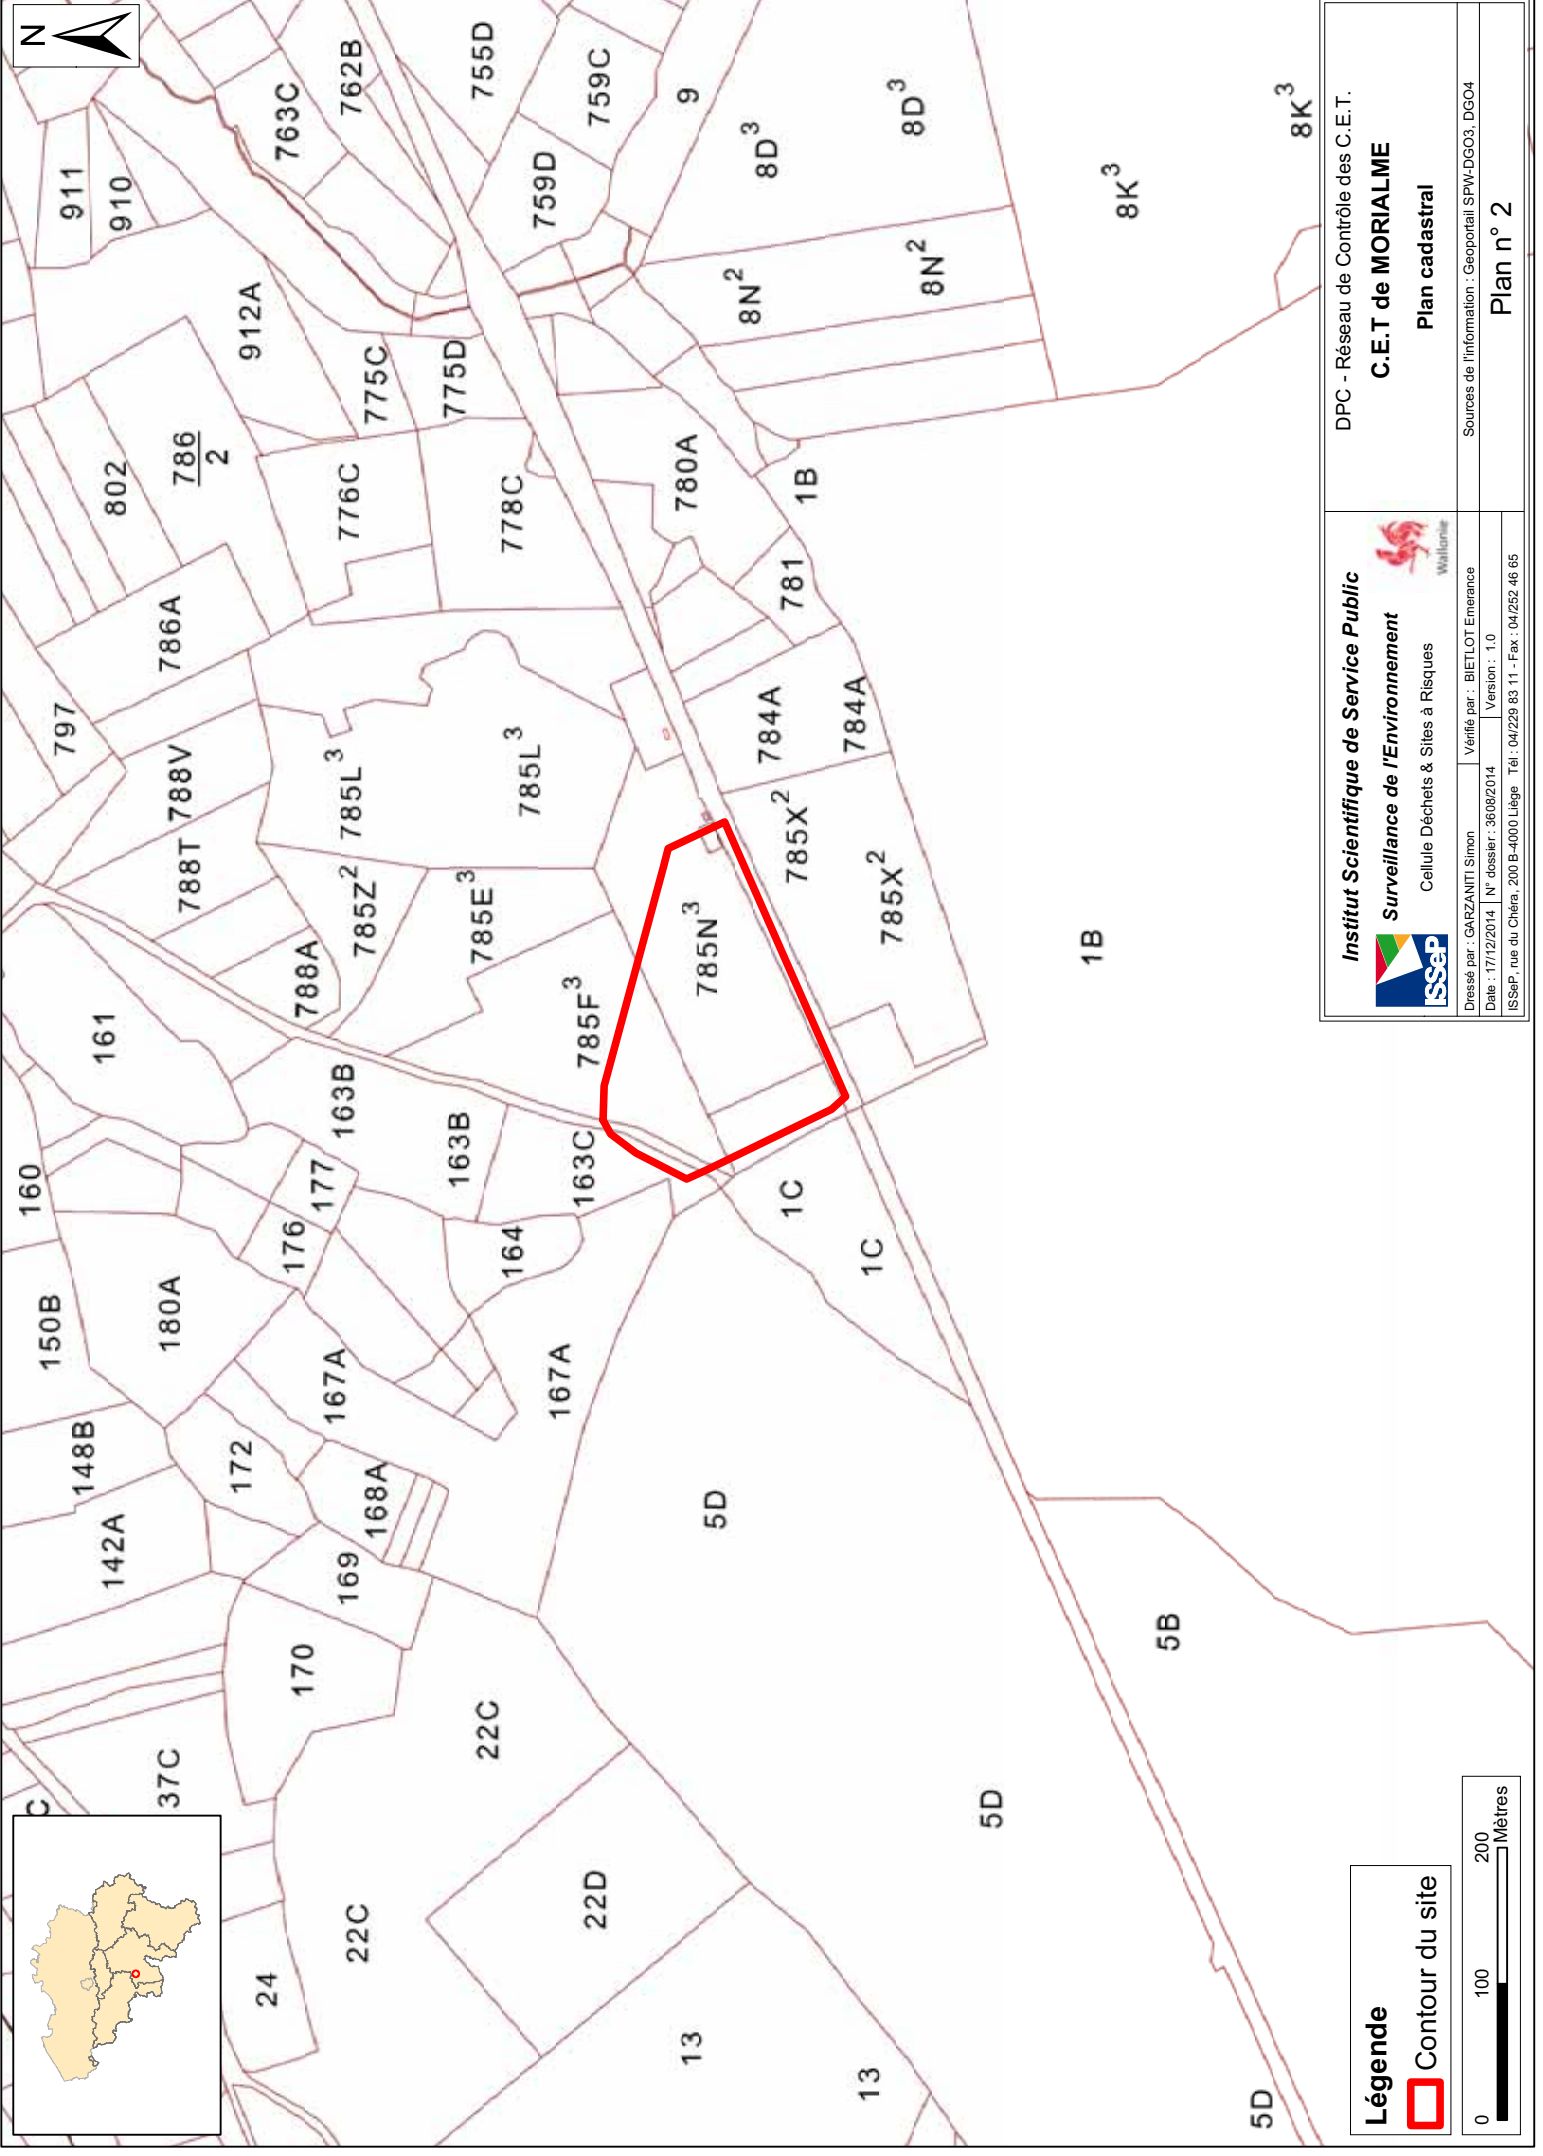 N
C
37C
142A
148B
150B
160
161
797
786A
802
911
910
788T
788V
786
2
912A
763C
762B
755D
24
170
172
180A
176
177
163B
788A
785Z²
785L³
776C
775C
775D
22C
22C
169
168A
167A
164
163B
785E³
785L³
778C
759D
759C
22D
167A
163C
785F³
9
13
5D
785N³
784A
780A
8N²
8D³
13
1C
1C
785X²
785X²
784A
781
1B
8N²
8D³
5D
5B
1B
8K³
8K³
5D
Légende
Contour du site
0 100 200
Mètres
Institut Scientifique de Service Public
Surveillance de l'Environnement
Cellule Déchets & Sites à Risques
ISSeP
Wallonie
DPC - Réseau de Contrôle des C.E.T.
C.E.T de MORIALME
Plan cadastral
Dressé par : GARZANITI Simon
Vérifié par : BIETLOT Emerance
Sources de l'information : Geoportail SPW-DGO3, DGO4
Date : 17/12/2014
N° dossier : 3608/2014
Version : 1.0
Plan n° 2
ISSeP, rue du Chéra, 200 B-4000 Liège Tél : 04/229 83 11 - Fax : 04/252 46 65